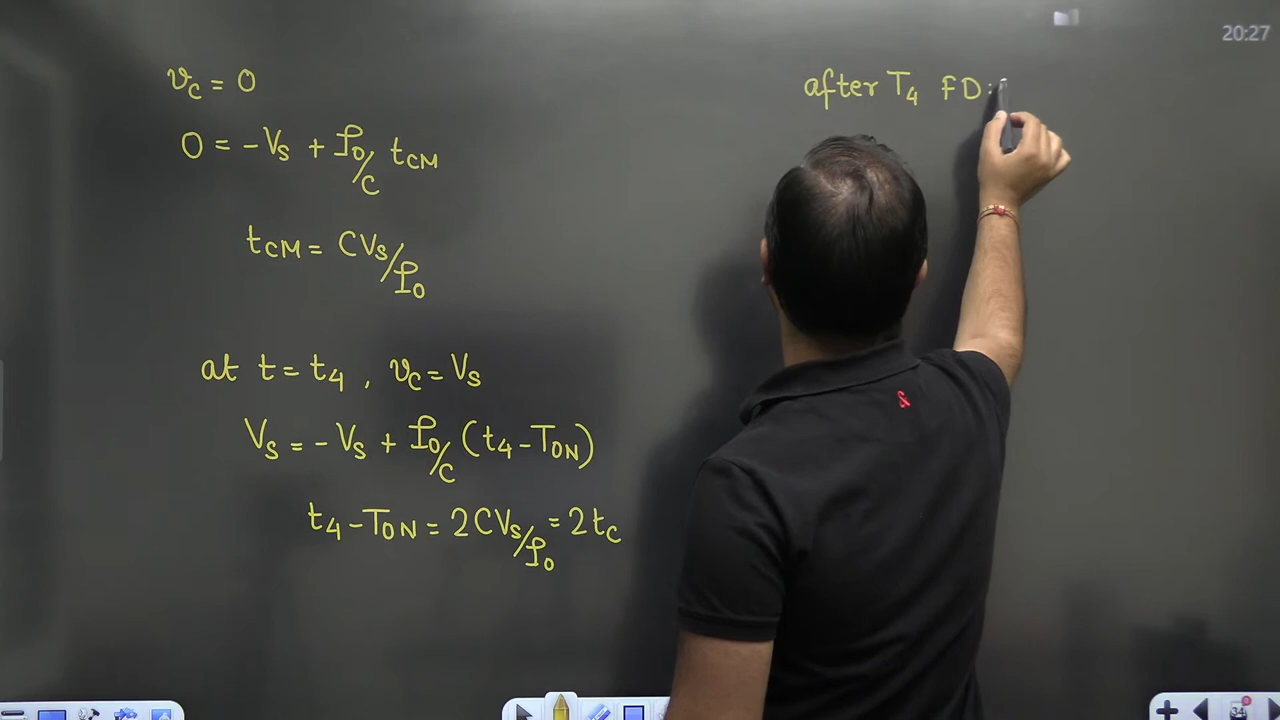 v_C = 0
0 = -V_S + I_0/C t_CM
t_CM = CV_S/I_0
at t = t_4 , v_C = V_S
V_S = - V_S + I_0/C (t_4 - T_ON)
t_4 - T_ON = 2CV_S/I_0 = 2t_C
after T_4 FD:
20:27
34